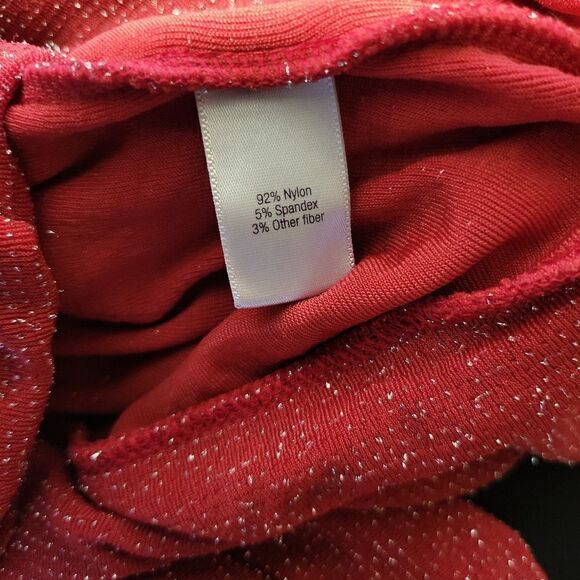 92% Nylon
5% Spandex
3% Other fiber